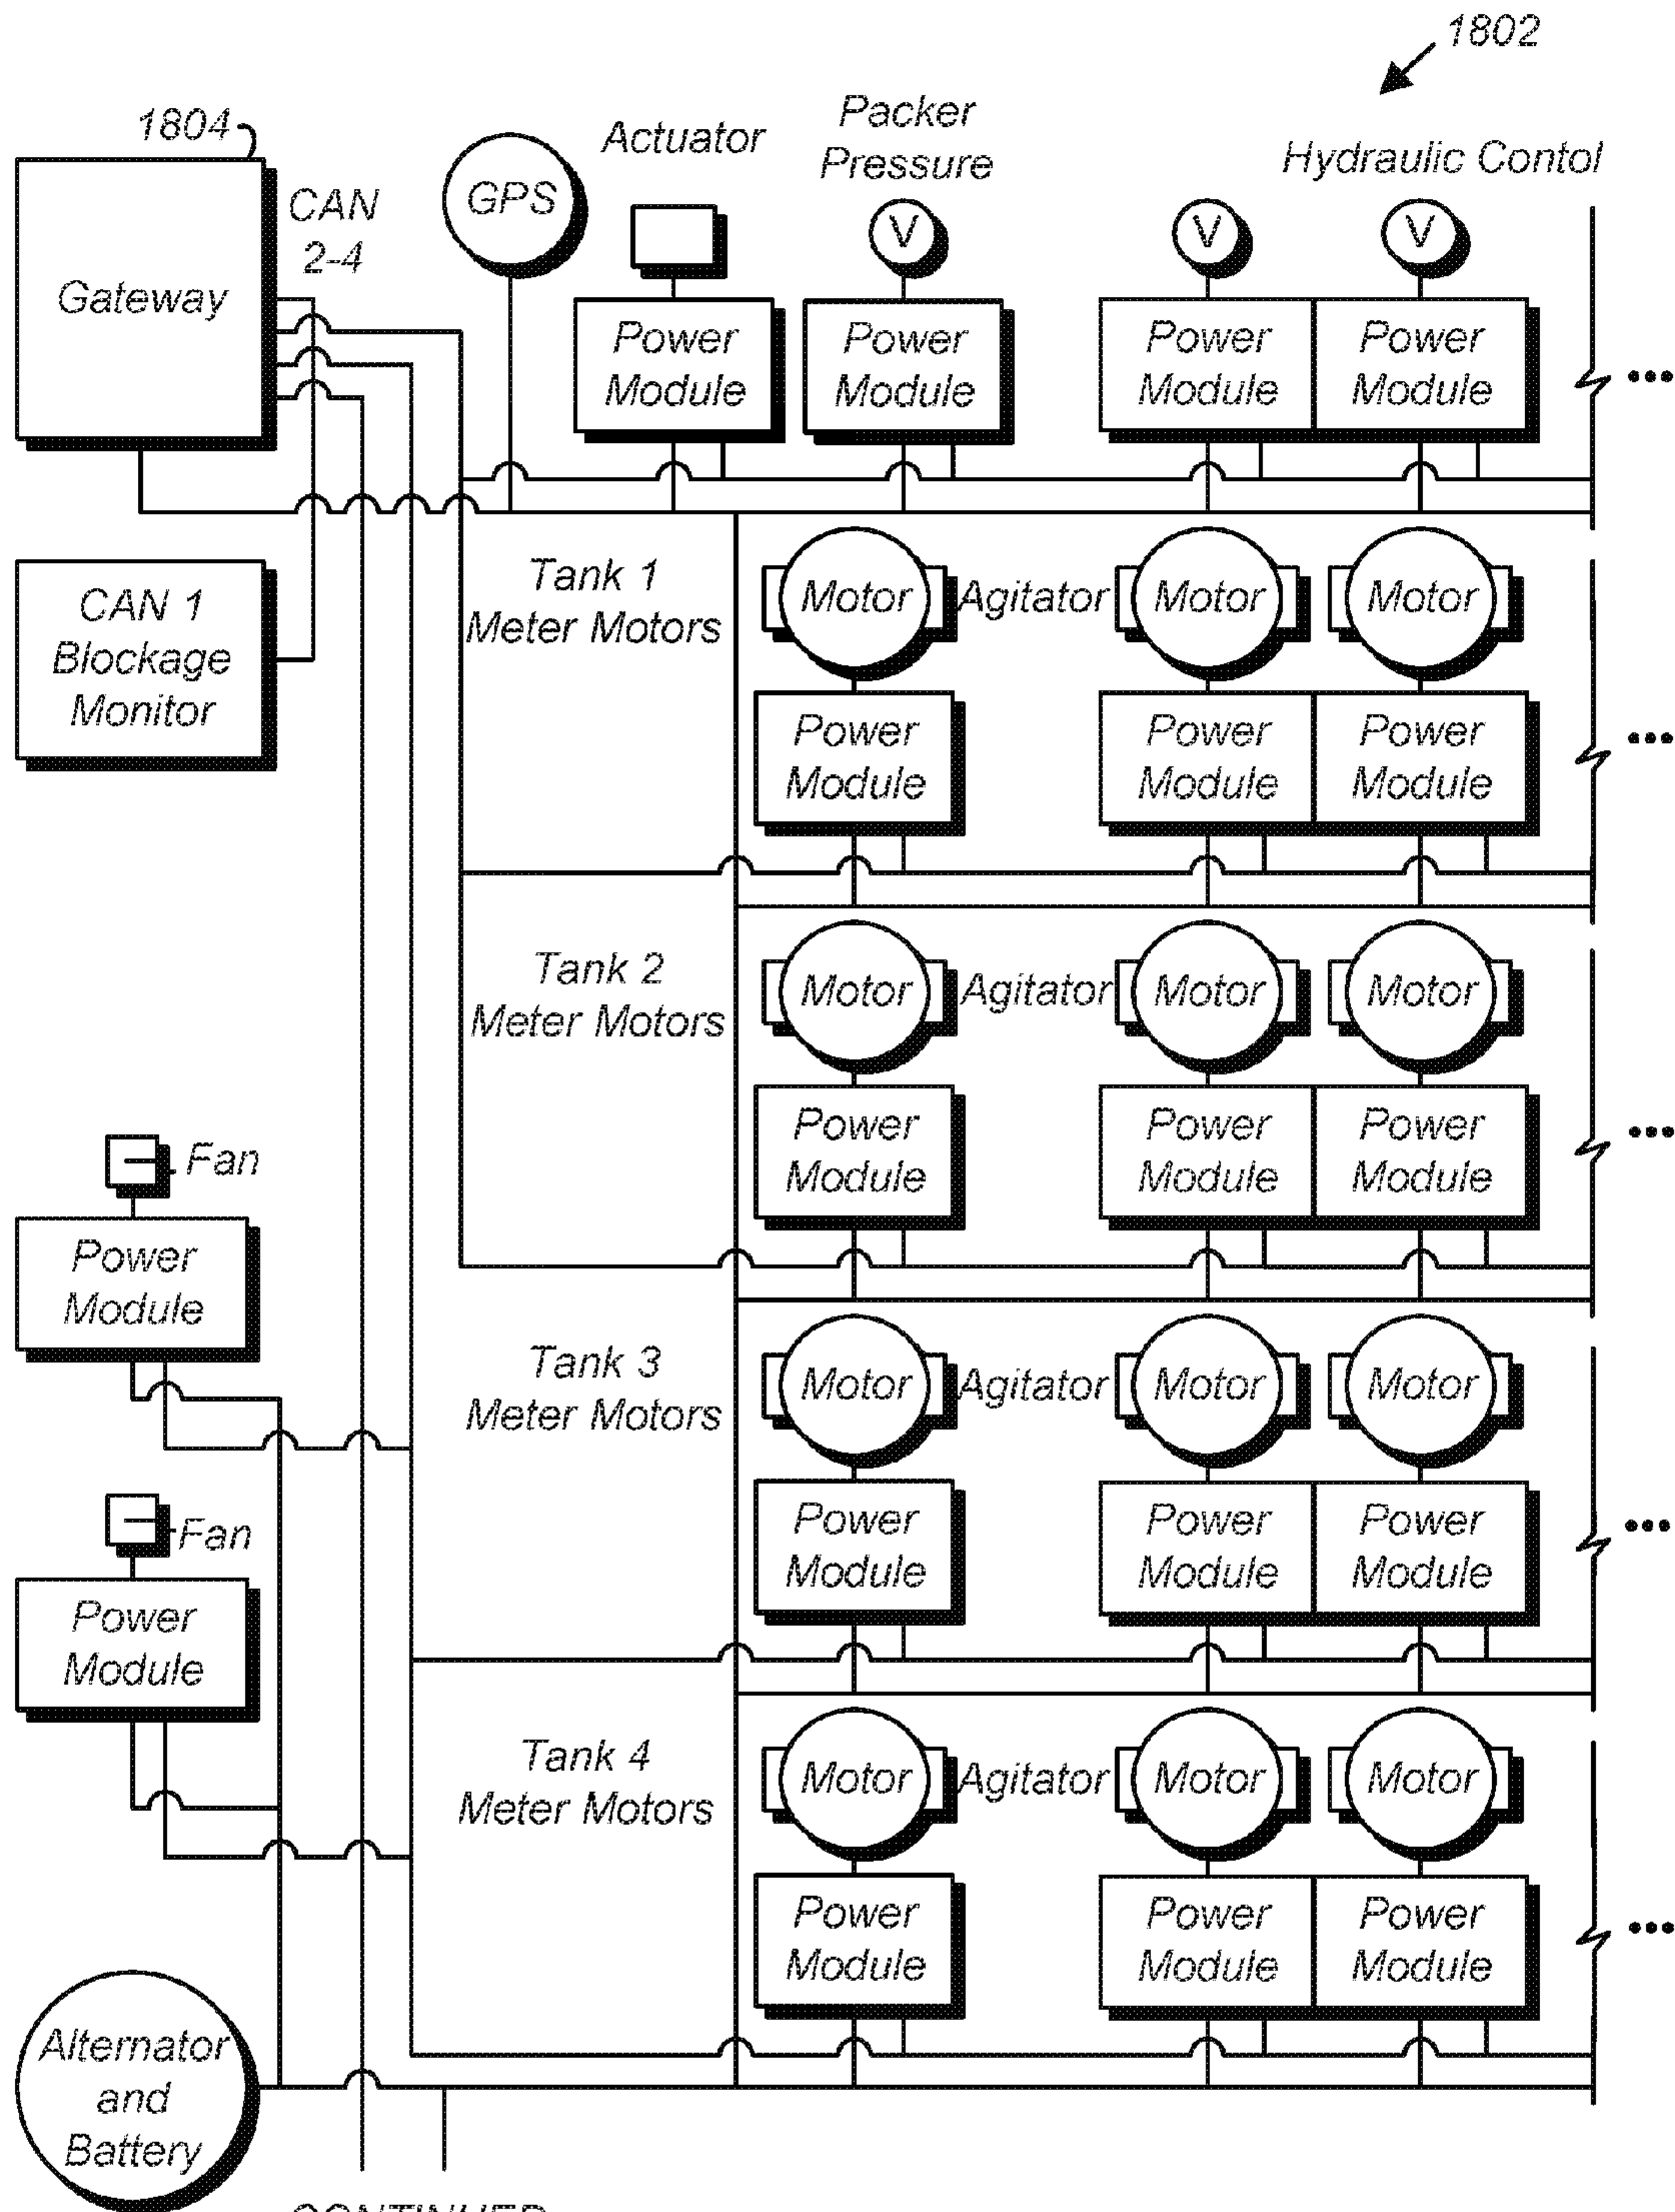 1802
1804
Actuator
Packer
Pressure
Hydraulic Contol
CAN
2-4
GPS
V
V
V
Gateway
Power
Module
Power
Module
Power
Module
Power
Module
CAN 1
Blockage
Monitor
Tank 1
Meter Motors
Motor
Agitator
Motor
Motor
Power
Module
Power
Module
Power
Module
Tank 2
Meter Motors
Motor
Agitator
Motor
Motor
Power
Module
Power
Module
Power
Module
Fan
Power
Module
Tank 3
Meter Motors
Motor
Agitator
Motor
Motor
Power
Module
Power
Module
Power
Module
Fan
Power
Module
Tank 4
Meter Motors
Motor
Agitator
Motor
Motor
Power
Module
Power
Module
Power
Module
Alternator
and
Battery
CONTINUED